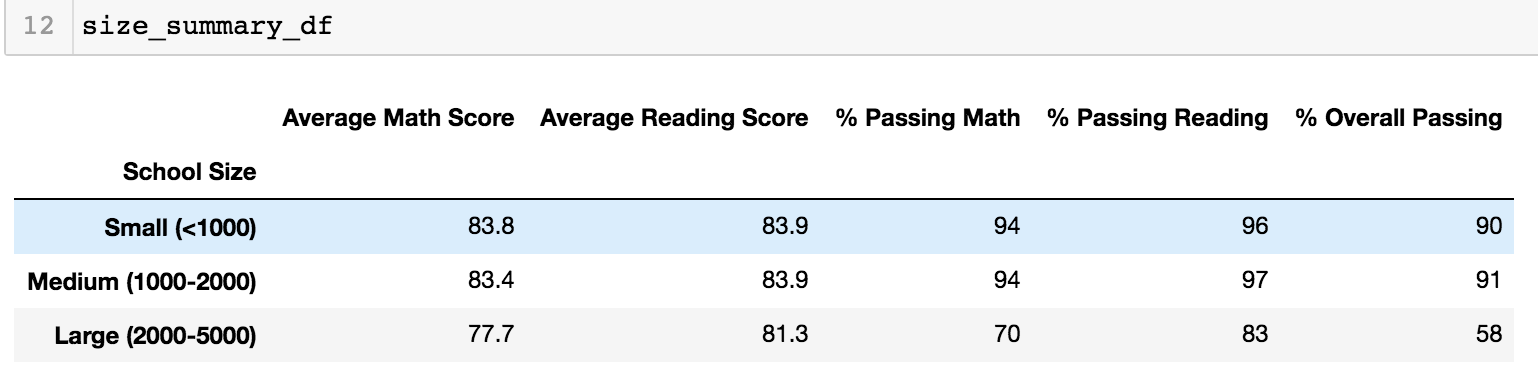 12 size_summary_df
Average Math Score Average Reading Score % Passing Math % Passing Reading % Overall Passing
School Size
Small (<1000) 83.8 83.9 94 96 90
Medium (1000-2000) 83.4 83.9 94 97 91
Large (2000-5000) 77.7 81.3 70 83 58